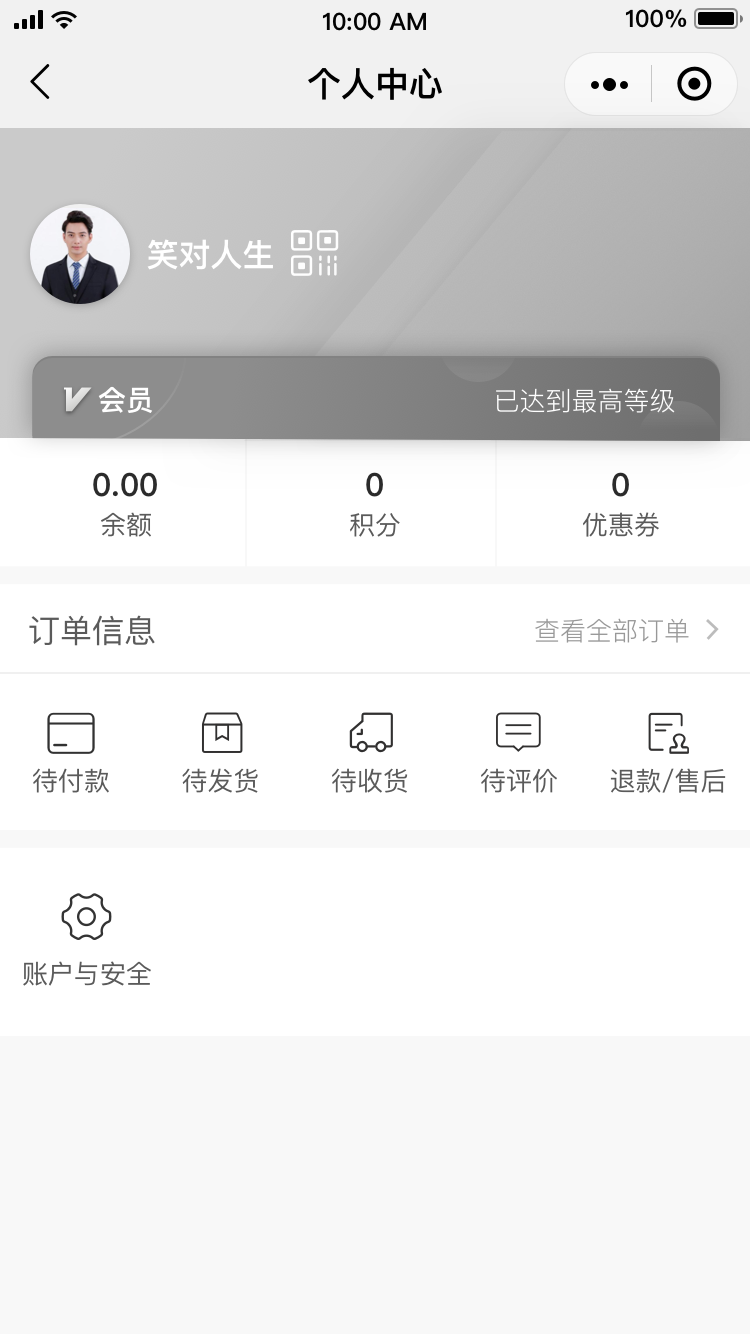 10:00 AM 100%
个人中心
笑对人生
V 会员 已达到最高等级
0.00 0 0
余额 积分 优惠券
订单信息 查看全部订单
待付款 待发货 待收货 待评价 退款/售后
账户与安全